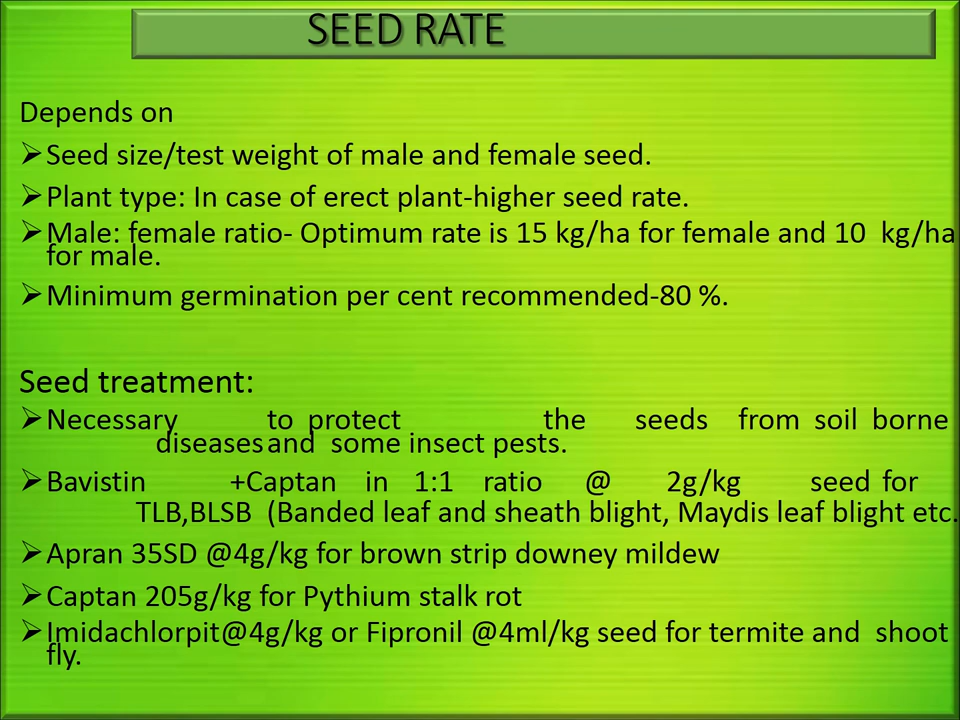 SEED RATE
Depends on
➢Seed size/test weight of male and female seed.
➢Plant type: In case of erect plant-higher seed rate.
➢Male: female ratio- Optimum rate is 15 kg/ha for female and 10 kg/ha
for male.
➢Minimum germination per cent recommended-80 %.
Seed treatment:
➢Necessary to protect the seeds from soil borne
diseases and some insect pests.
➢Bavistin +Captan in 1:1 ratio @ 2g/kg seed for
TLB,BLSB (Banded leaf and sheath blight, Maydis leaf blight etc.
➢Apran 35SD @4g/kg for brown strip downey mildew
➢Captan 205g/kg for Pythium stalk rot
➢Imidachlorpit@4g/kg or Fipronil @4ml/kg seed for termite and shoot
fly.